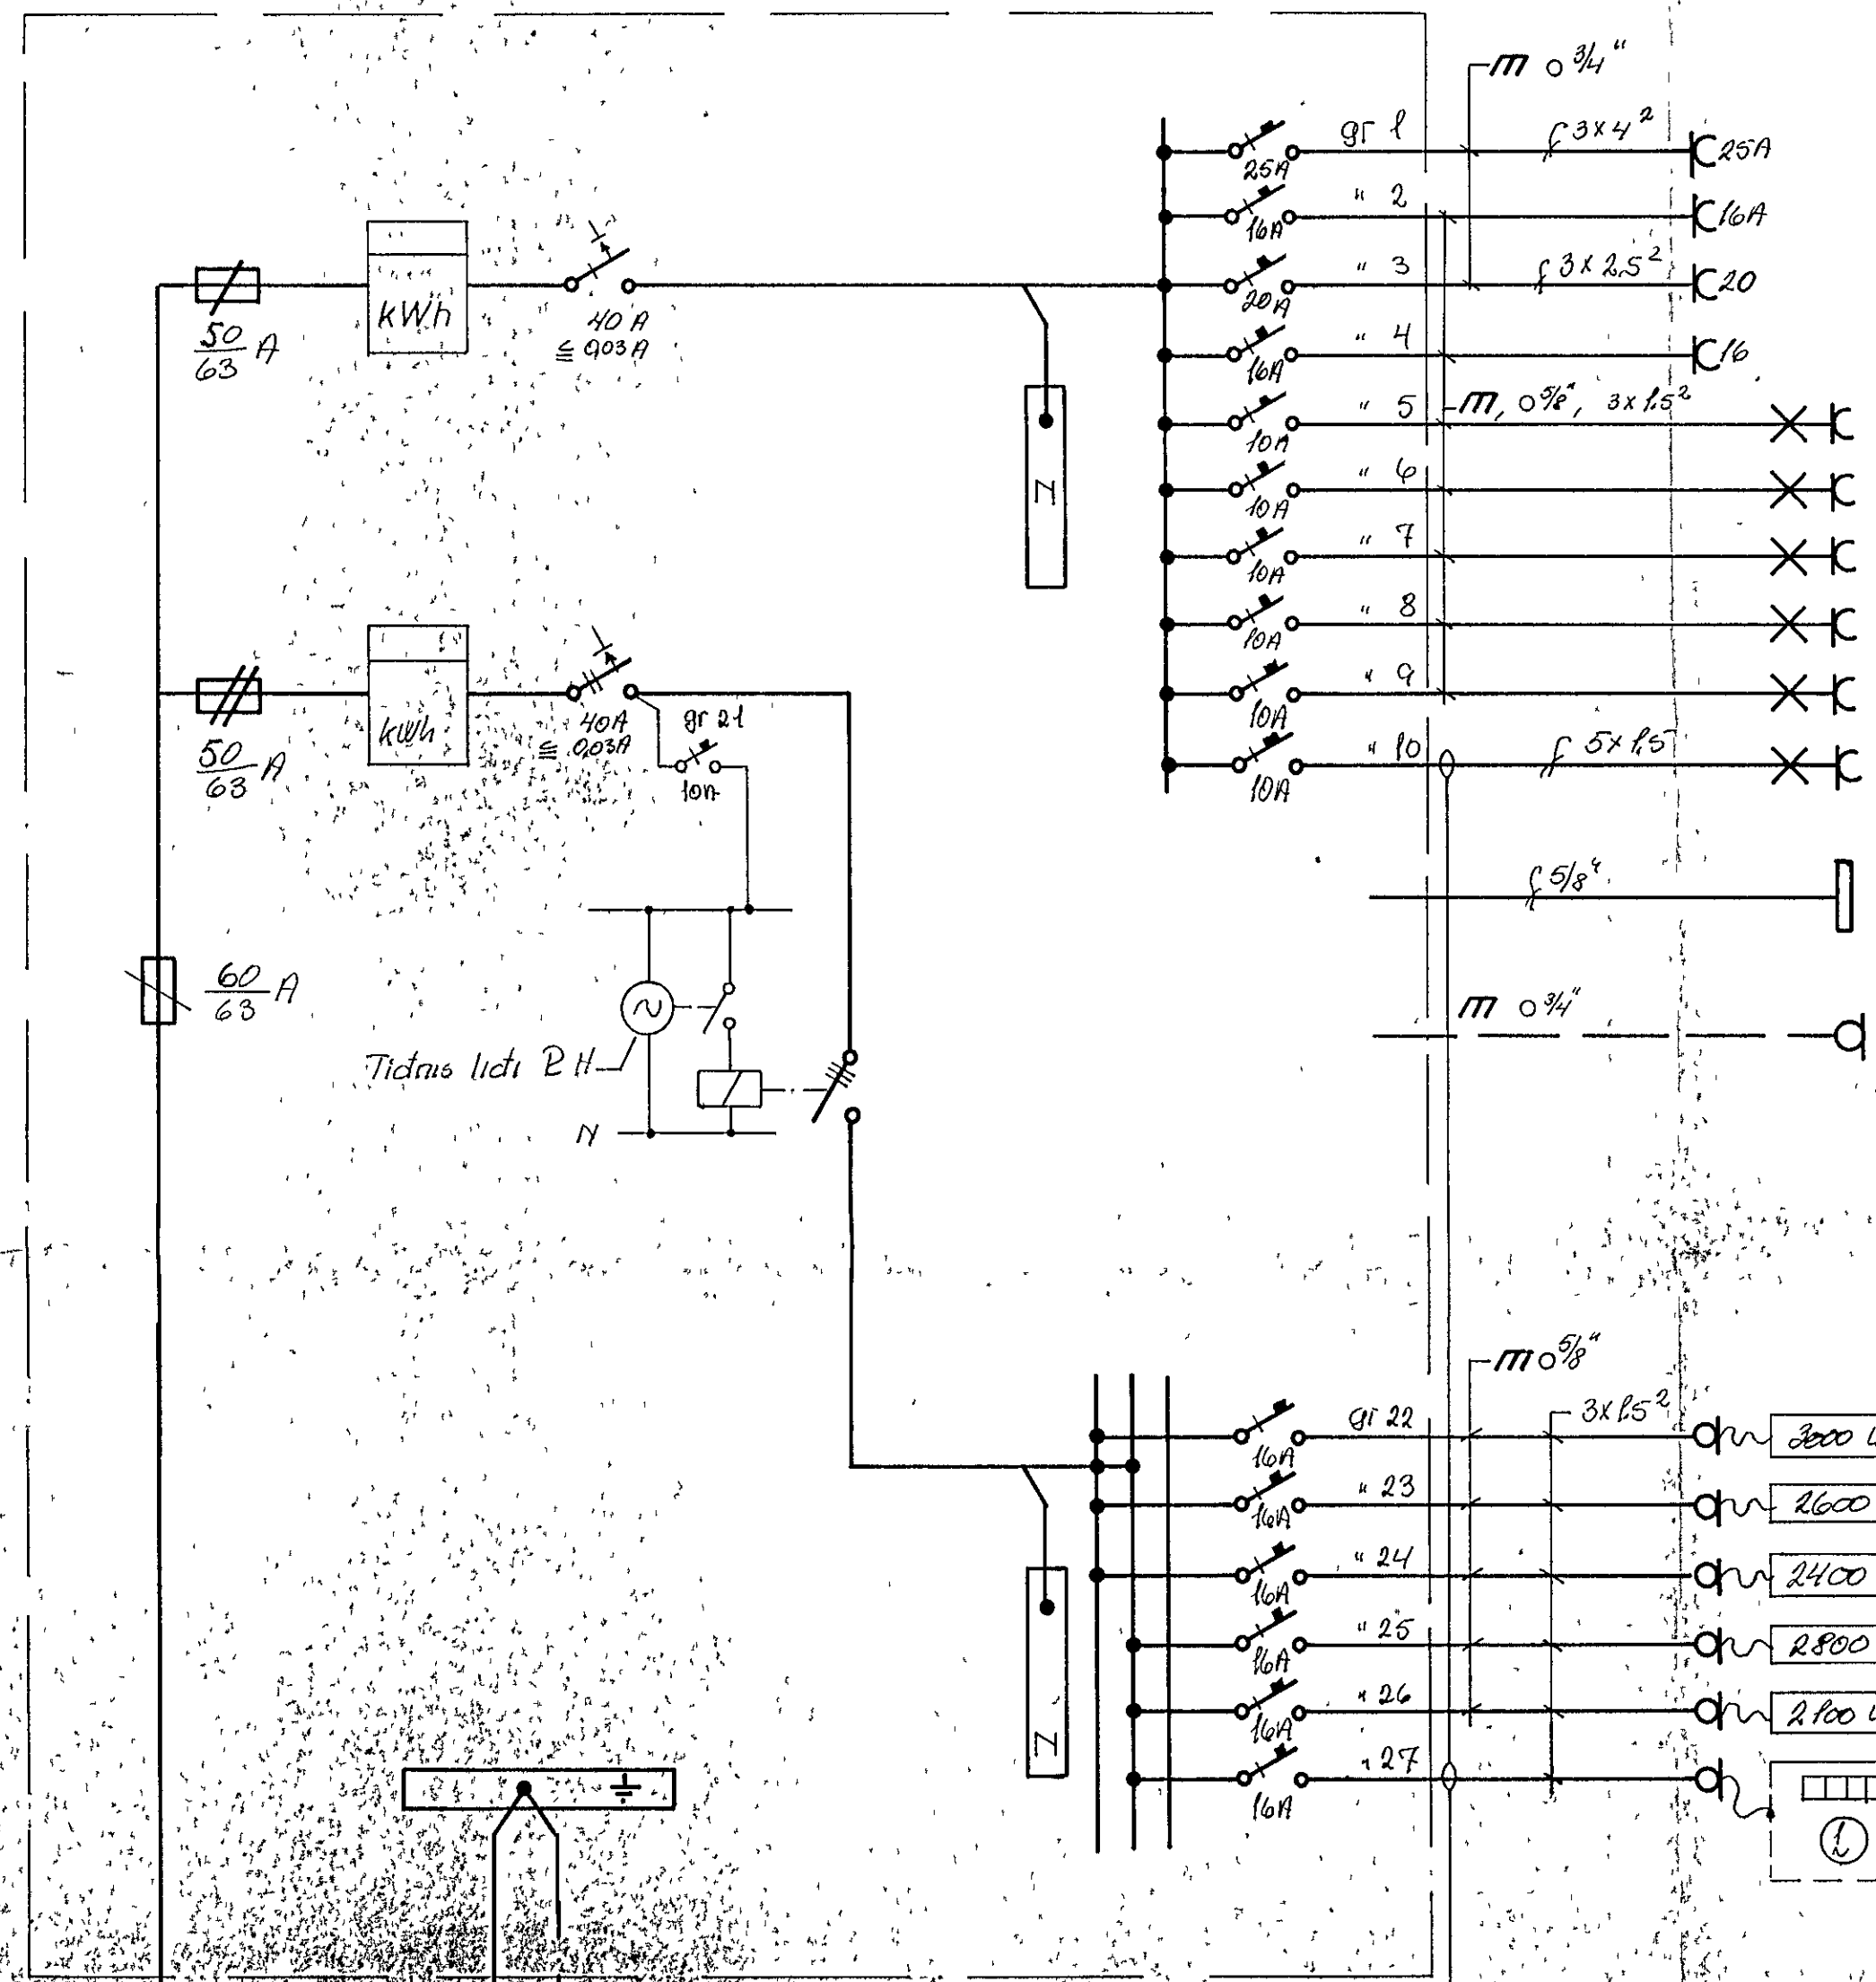 m ○ 3/4"
gr 1 3x4² 25A
25A
" 2 16A
16A
" 3 3x2,5² 20
20A
" 4 16
16A
" 5 m, ○ 5/8", 3x1,5²
10A
" 6
10A
" 7
10A
" 8
10A
" 9
10A
" 10 5x1,5
10A
50/63 A
kWh
40 A
≦ 0,03 A
N
50/63 A
kWh
40A
≦ 0,03A
gr 21
10A
5/8"
60/63 A
m ○ 3/4"
N
m ○ 5/8"
3x1,5²
gr 22 3000
16A
" 23 2600
16A
" 24 2400
16A
" 25 2800
16A
" 26 2100
16A
" 27
16A
N